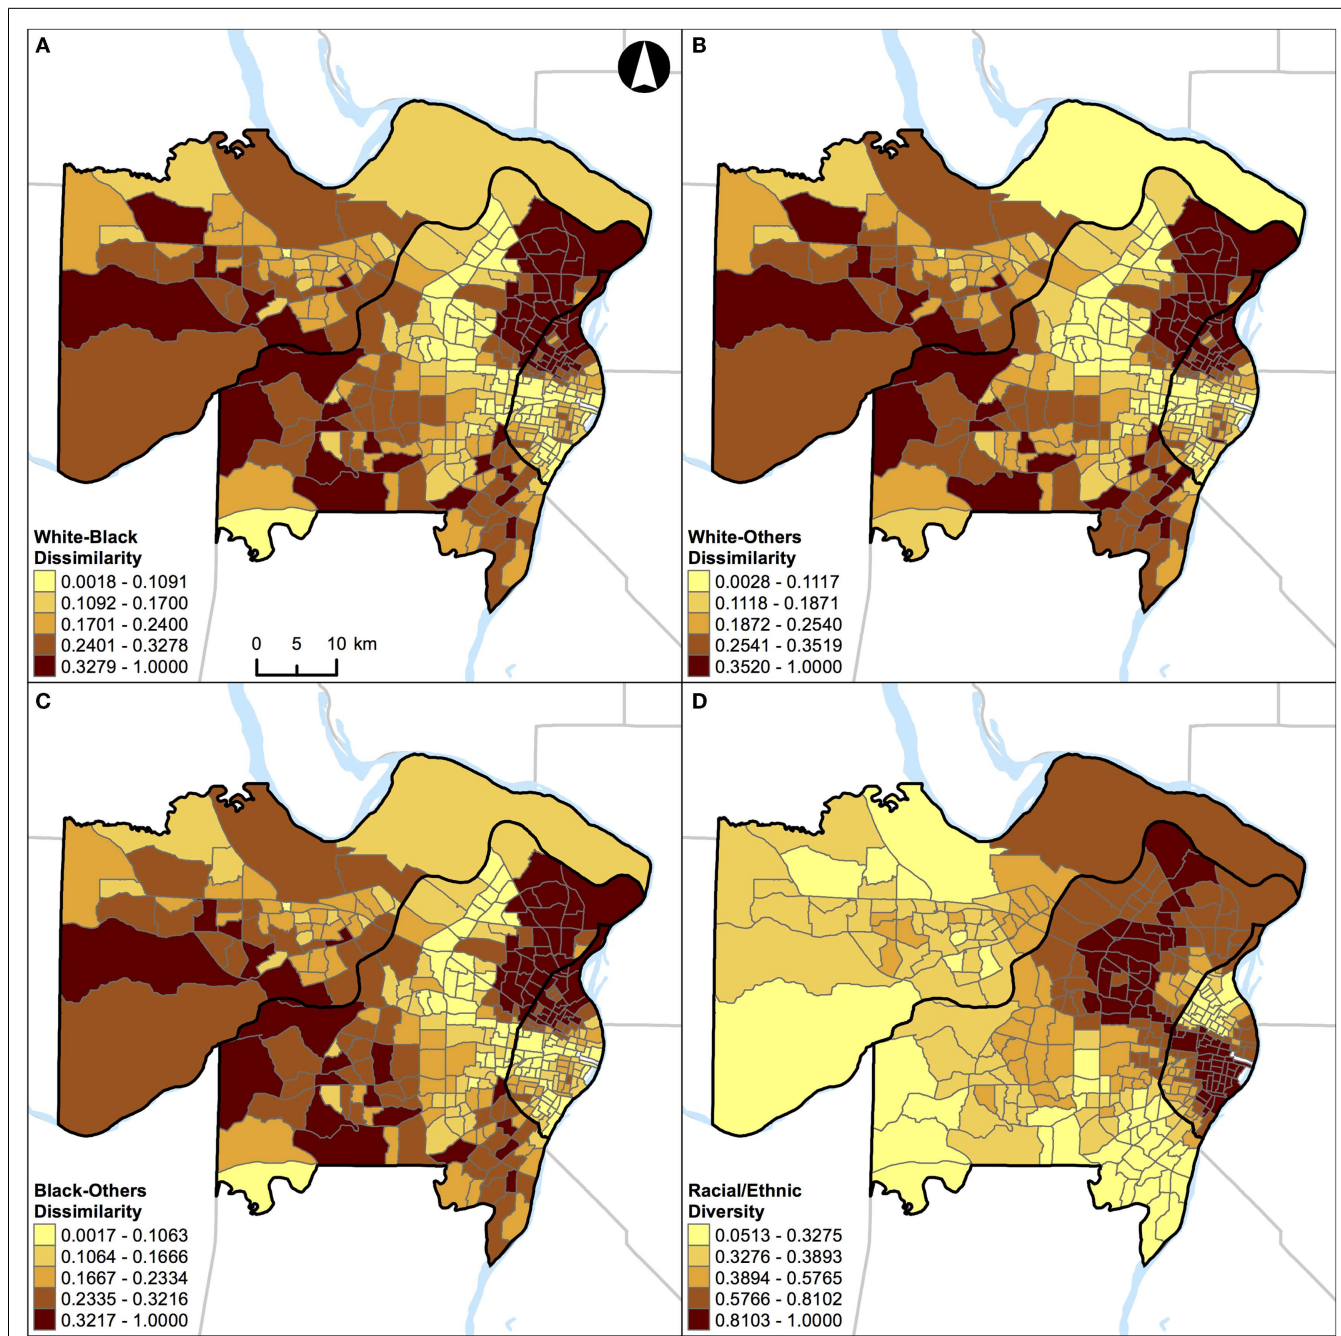 A
B
White-Black
Dissimilarity
0.0018 - 0.1091
0.1092 - 0.1700
0.1701 - 0.2400
0.2401 - 0.3278
0.3279 - 1.0000
0 5 10 km
White-Others
Dissimilarity
0.0028 - 0.1117
0.1118 - 0.1871
0.1872 - 0.2540
0.2541 - 0.3519
0.3520 - 1.0000
C
D
Black-Others
Dissimilarity
0.0017 - 0.1063
0.1064 - 0.1666
0.1667 - 0.2334
0.2335 - 0.3216
0.3217 - 1.0000
Racial/Ethnic
Diversity
0.0513 - 0.3275
0.3276 - 0.3893
0.3894 - 0.5765
0.5766 - 0.8102
0.8103 - 1.0000